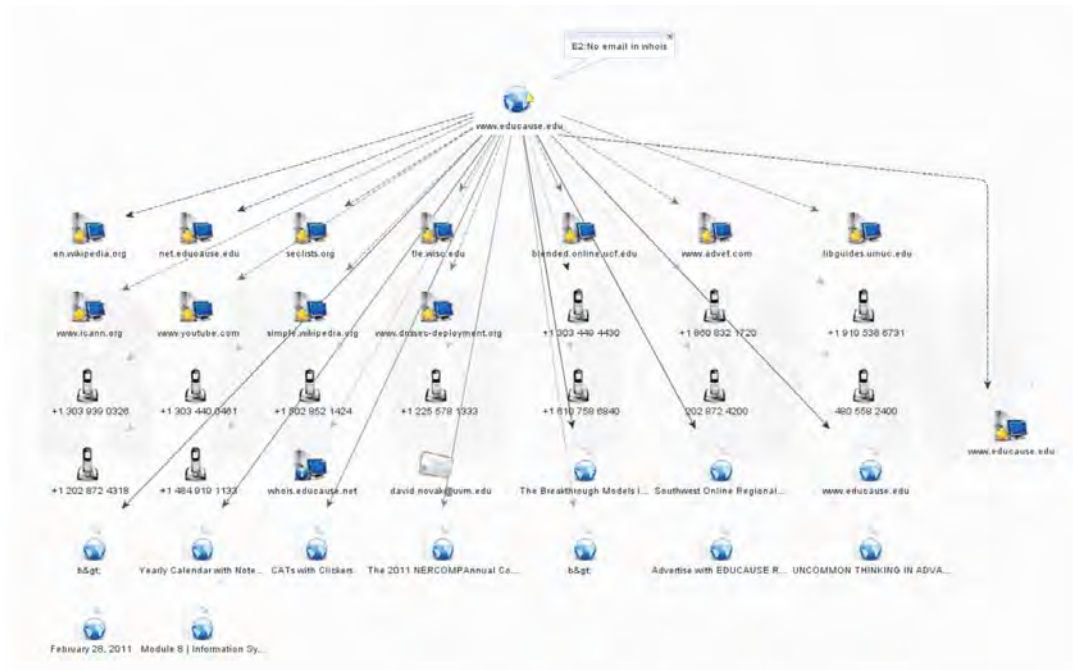 E2:No email in whois
www.educause.edu
en.wikipedia.org net.educause.edu seclists.org tle.wisc.edu blended.online.ucf.edu www.advet.com libguides.umuc.edu
www.icann.org www.youtube.com simple.wikipedia.org www.dnssec-deployment.org +1 303 449 4430 +1 860 832 1720 +1 910 538 6731
+1 303 939 0326 +1 303 440 0461 +1 802 852 1424 +1 225 578 1333 +1 610 758 6840 202 872 4200 480 558 2400
www.educause.edu
+1 202 872 4318 +1 484 919 1133 whois.educause.net david.novak@uvm.edu The Breakthrough Models I... Southwest Online Regional... www.educause.edu
b&gt; Yearly Calendar with Note... CATs with Clickers The 2011 NERCOMPAnnual Co... b&gt; Advertise with EDUCAUSE R... UNCOMMON THINKING IN ADVA...
February 28, 2011 Module 8 | Information Sy...